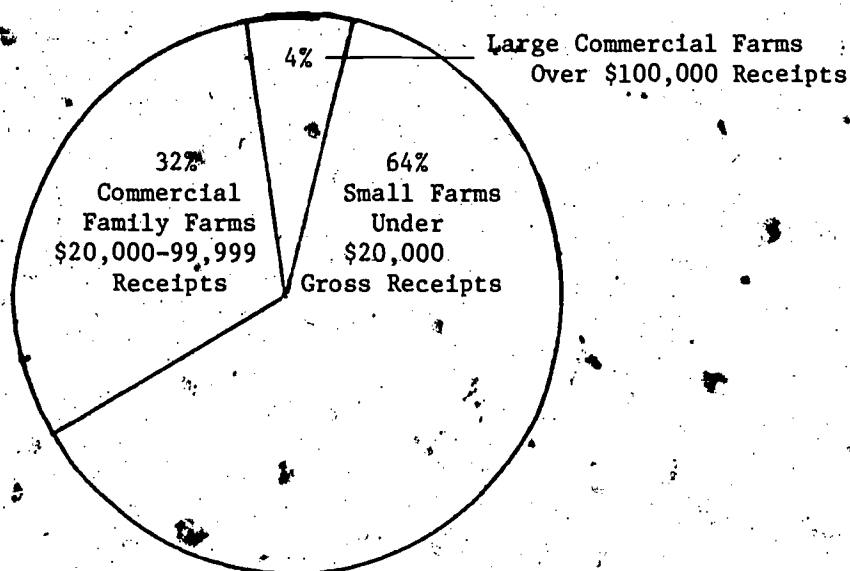 4%
Large Commercial Farms
Over $100,000 Receipts
32%
Commercial
Family Farms
$20,000-99,999
Receipts
64%
Small Farms
Under
$20,000
Gross Receipts